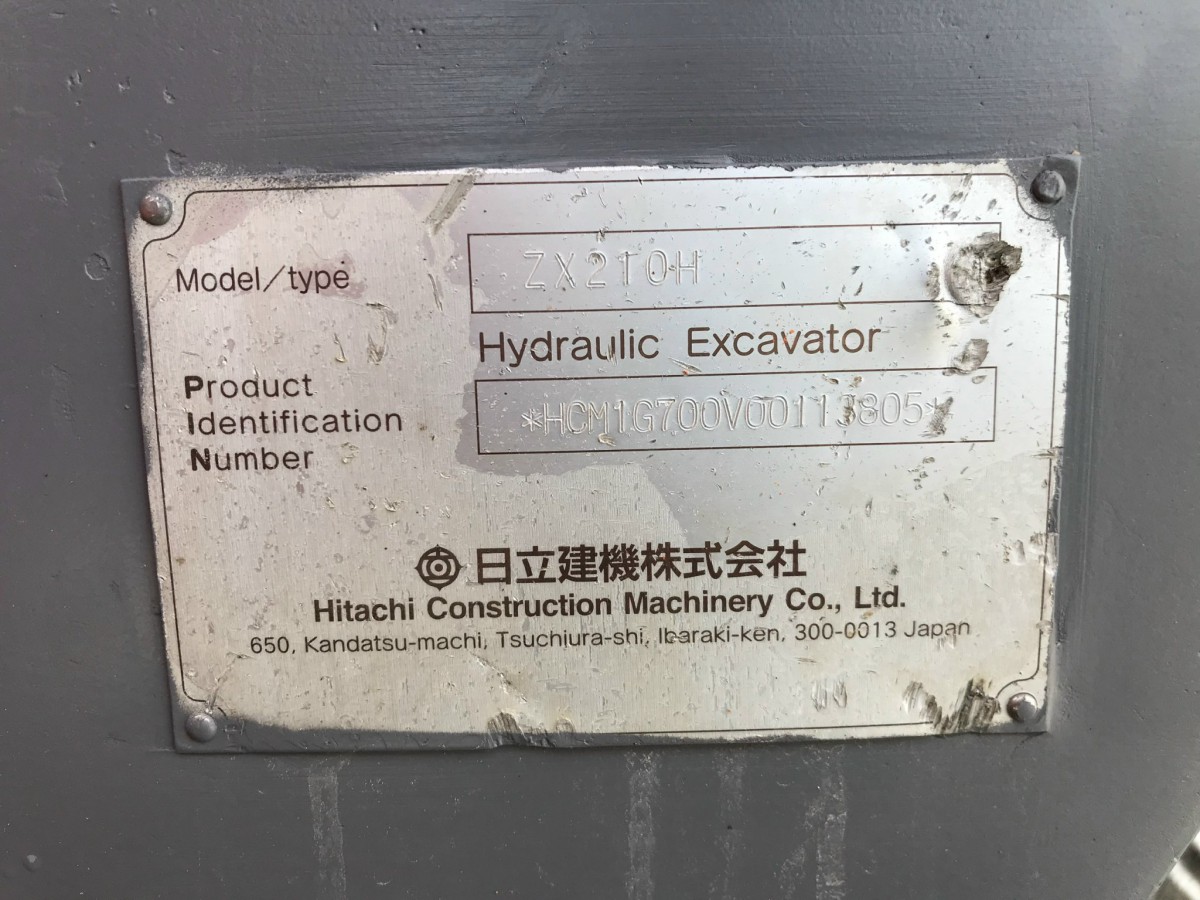 Model/type ZX210H
Hydraulic Excavator
Product
Identification *HCM1G700V00113805*
Number
日立建機株式会社
Hitachi Construction Machinery Co., Ltd.
650, Kandatsu-machi, Tsuchiura-shi, Ibaraki-ken, 300-0013 Japan